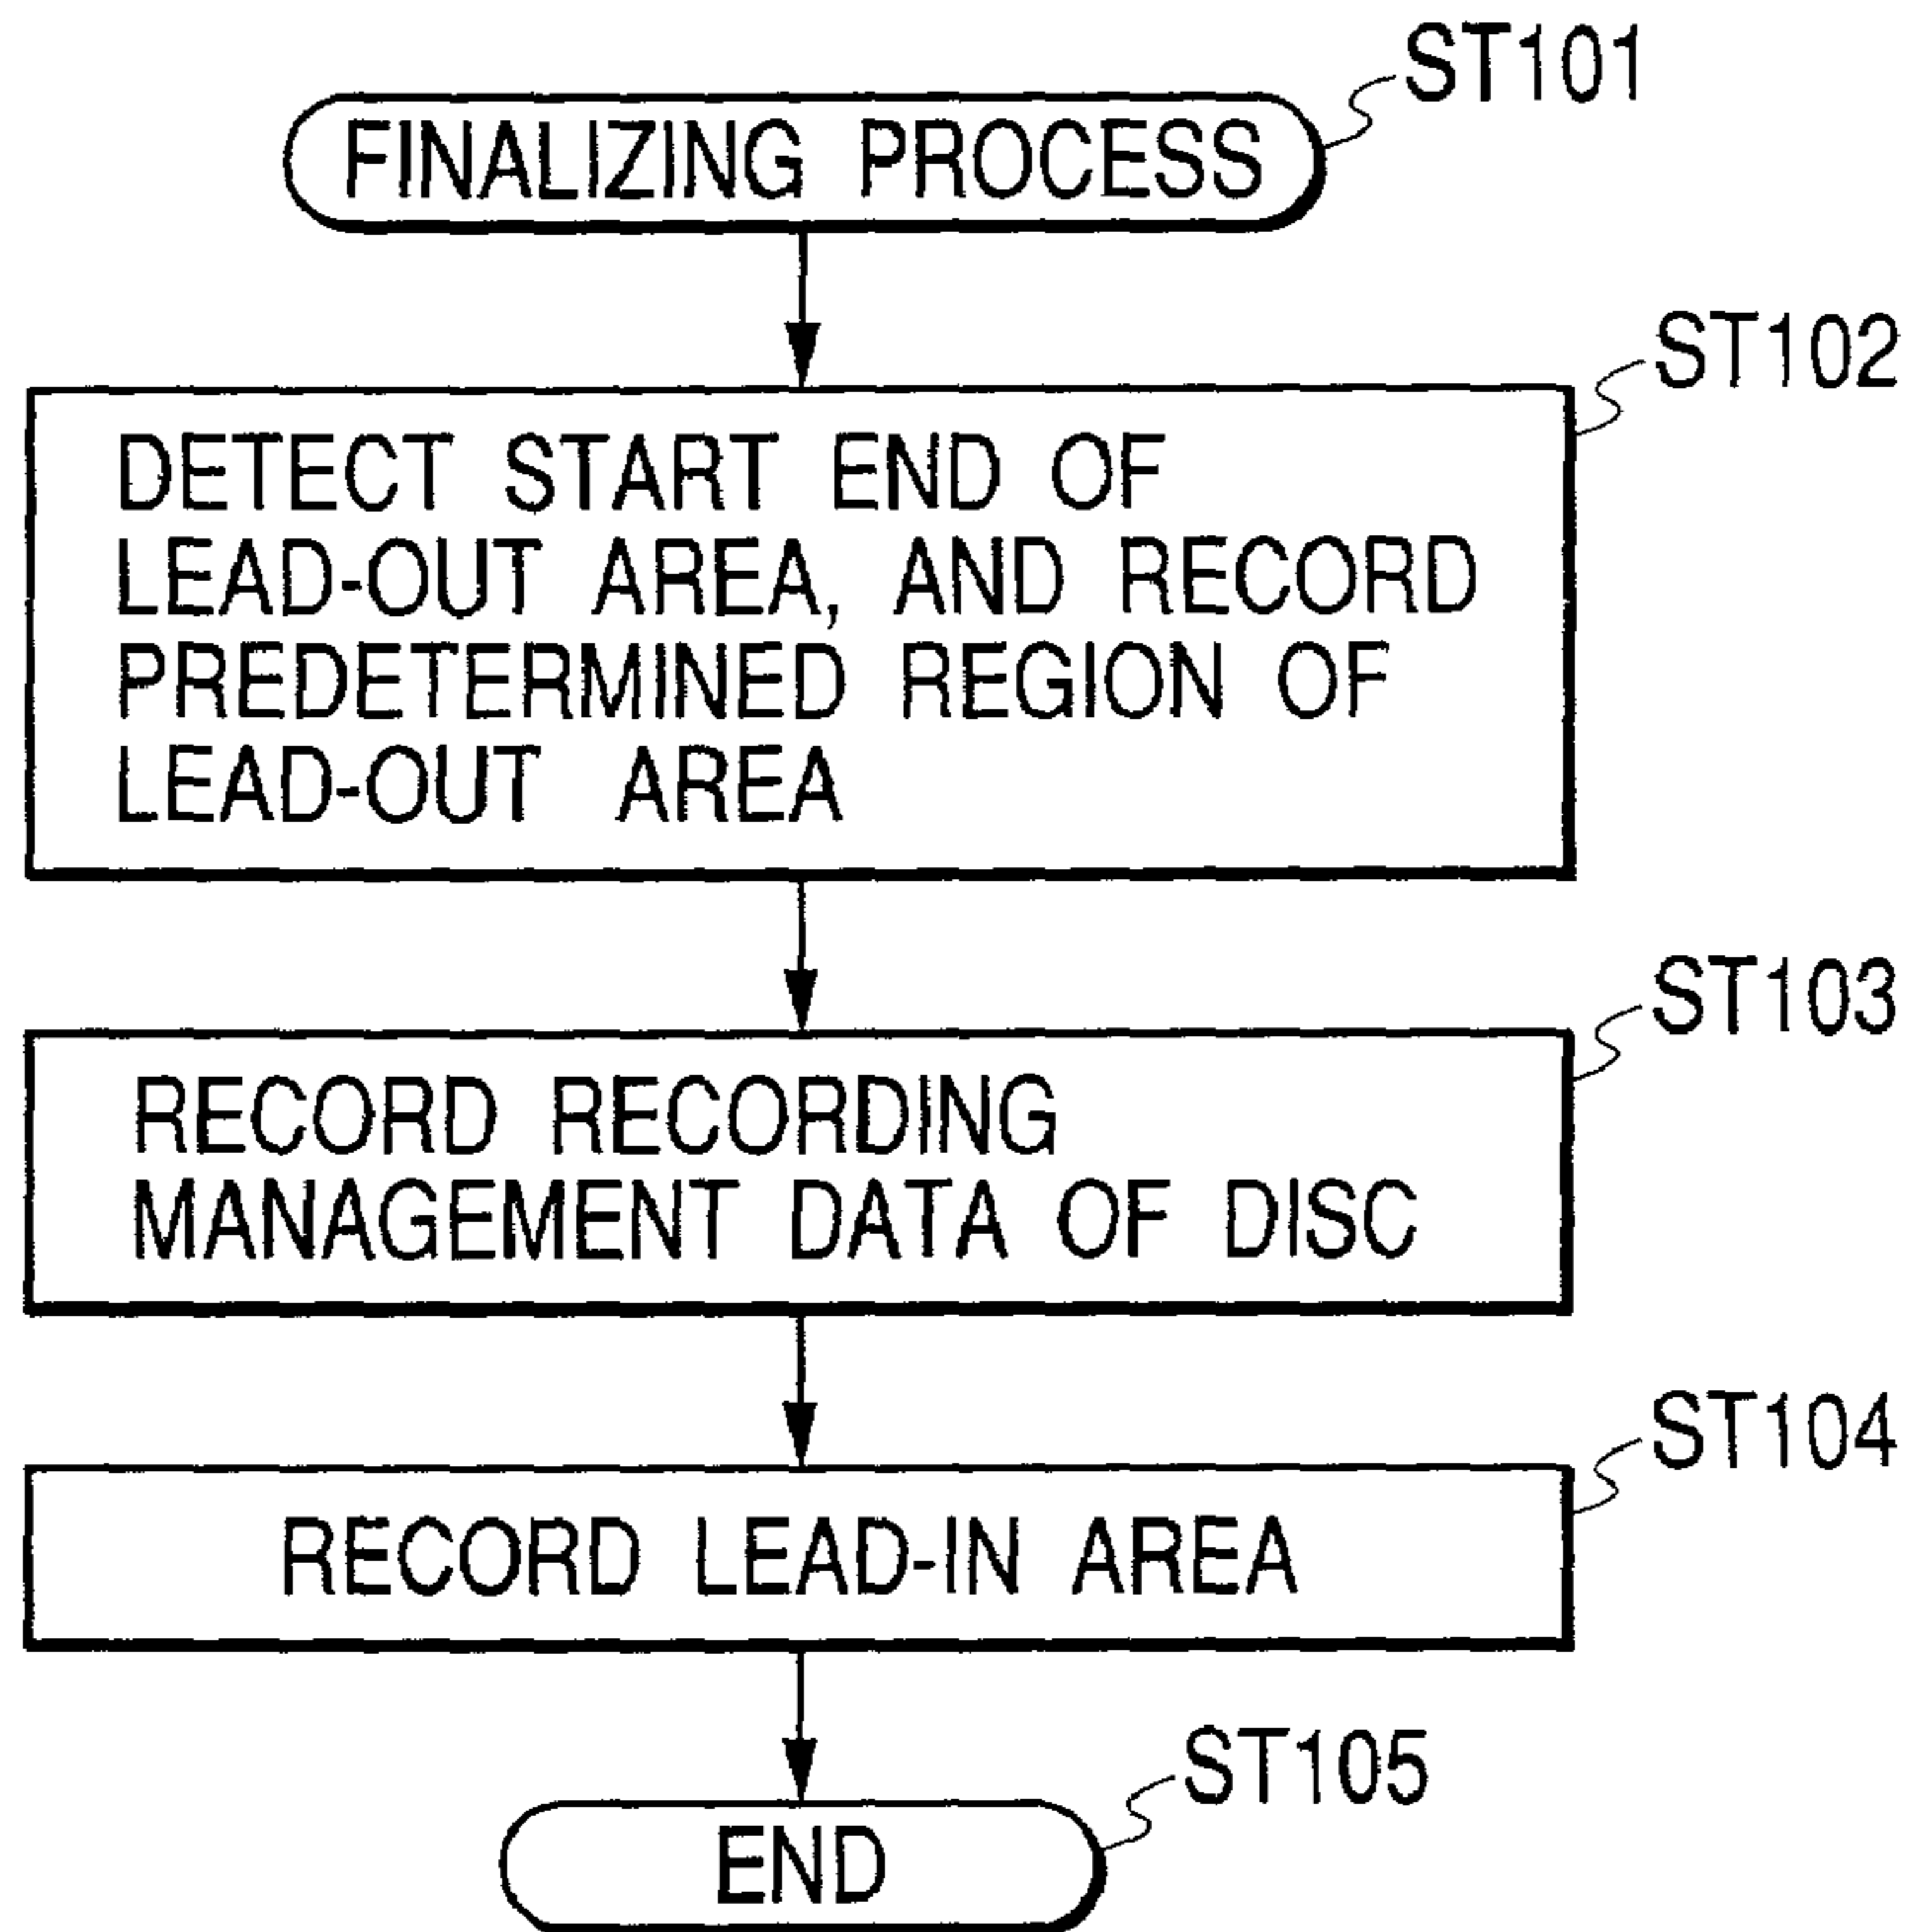 ST101
FINALIZING PROCESS
ST102
DETECT START END OF
LEAD-OUT AREA, AND RECORD
PREDETERMINED REGION OF
LEAD-OUT AREA
ST103
RECORD RECORDING
MANAGEMENT DATA OF DISC
ST104
RECORD LEAD-IN AREA
ST105
END